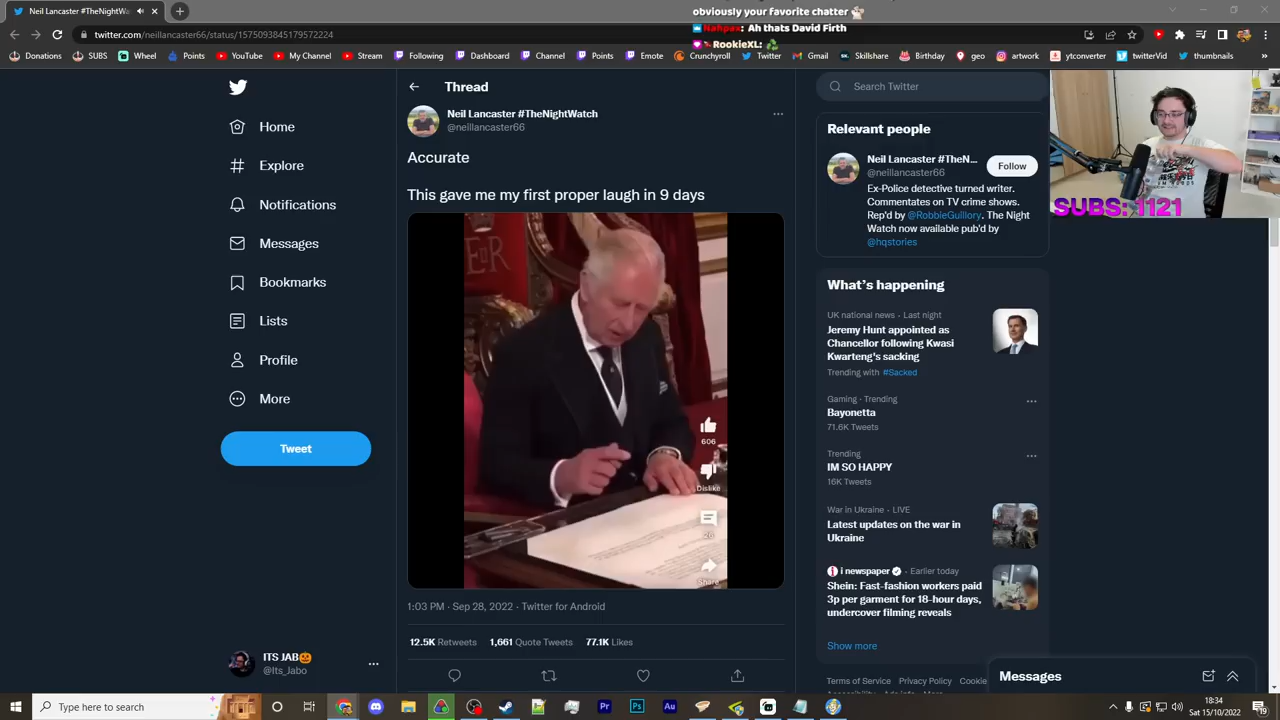 Neil Lancaster #TheNightW
obviously your favorite chatter
Nahpax: Ah thats David Firth
RookieXL:
twitter.com/neillancaster66/status/1575093845179572224
Donations
SUBS
Wheel
Points
YouTube
My Channel
Stream
Following
Dashboard
Channel
Points
Emote
Crunchyroll
Birthday
geo
Twitter
Gmail
Skillshare
artwork
ytconverter
twitterVid
thumbnails
Home
Explore
Notifications
Messages
Bookmarks
Lists
Profile
More
Tweet
ITS JAB
@Its_Jabo
Thread
Neil Lancaster #TheNightWatch
@neillancaster66
Accurate
This gave me my first proper laugh in 9 days
E R
606
Dislike
26
Share
1:03 PM · Sep 28, 2022 · Twitter for Android
12.5K Retweets 1,661 Quote Tweets 77.1K Likes
Search Twitter
Relevant people
Neil Lancaster #TheN...
@neillancaster66
Follow
Ex-Police detective turned writer.
Commentates on TV crime shows.
Rep'd by @RobbieGuillory. The Night
Watch now available pub'd by
@hqstories
What's happening
UK national news · Last night
Jeremy Hunt appointed as
Chancellor following Kwasi
Kwarteng's sacking
Trending with #Sacked
Gaming · Trending
Bayonetta
71.6K Tweets
Trending
IM SO HAPPY
16K Tweets
War in Ukraine · LIVE
Latest updates on the war in
Ukraine
i newspaper · Earlier today
Shein: Fast-fashion workers paid
3p per garment for 18-hour days,
undercover filming reveals
Show more
Terms of Service Privacy Policy Cookie
SUBS: 1121
Messages
Type here to search
18:34
Sat 15/10/2022